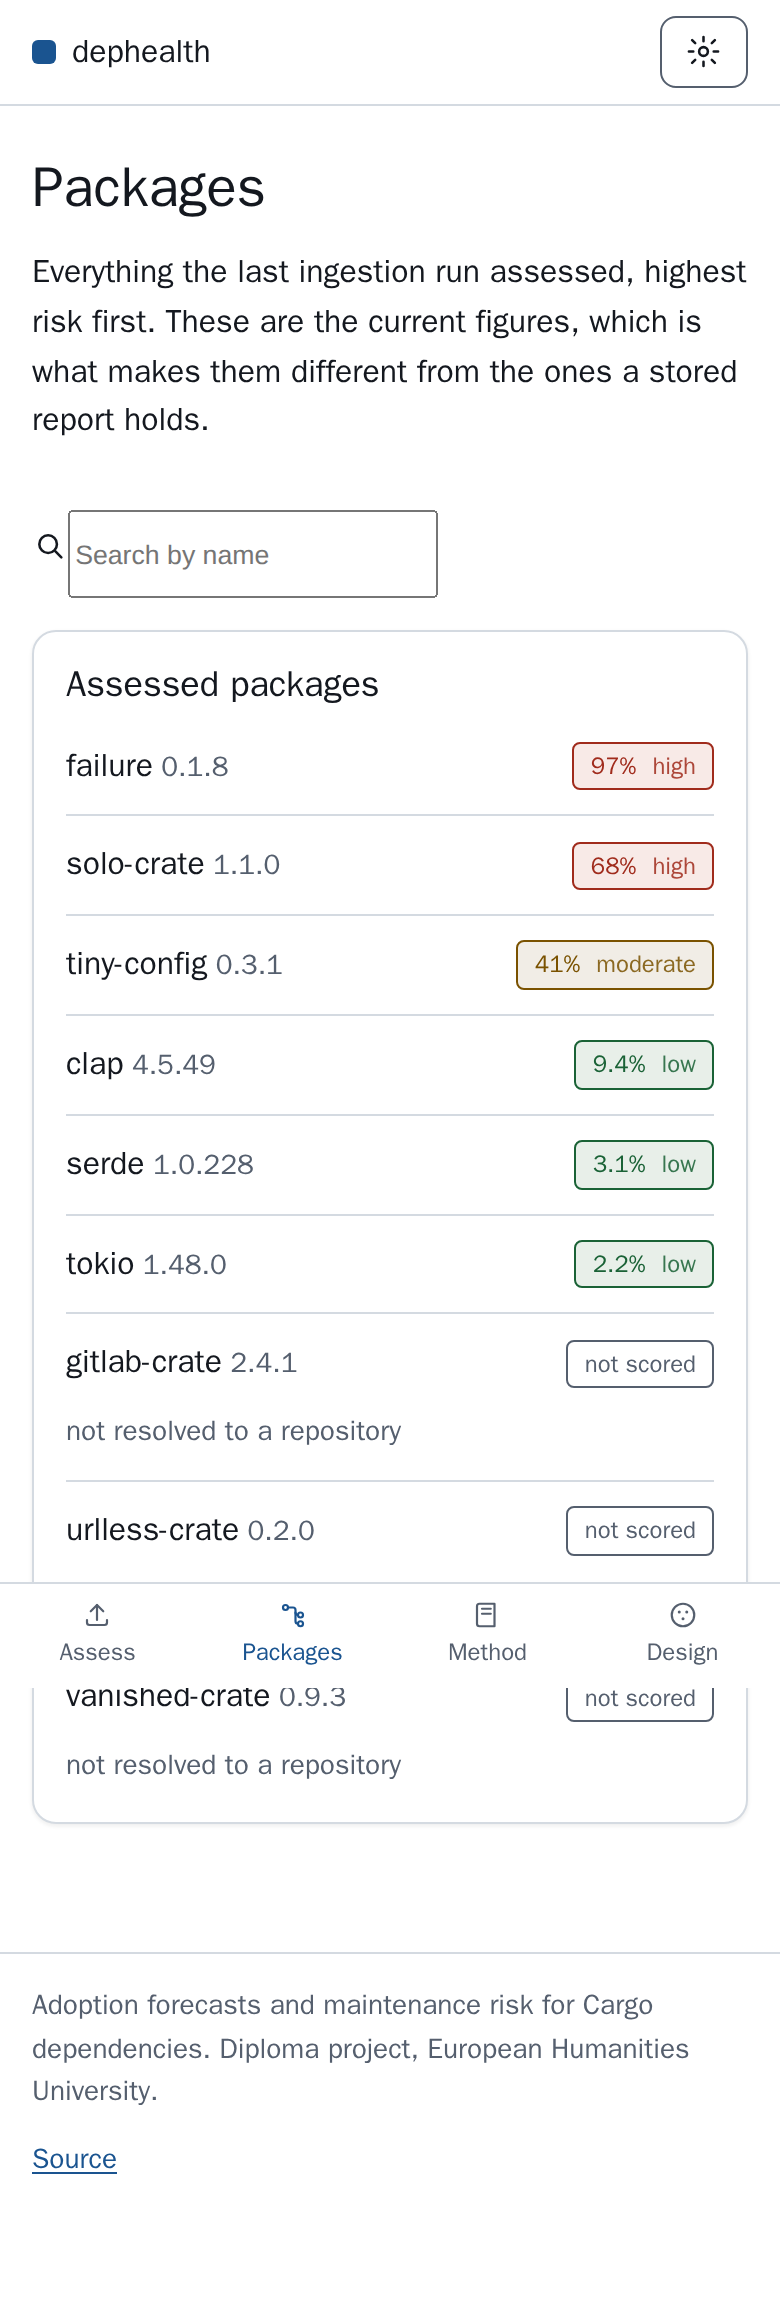 dephealth
Packages
Everything the last ingestion run assessed, highest
risk first. These are the current figures, which is
what makes them different from the ones a stored
report holds.
Search by name
Assessed packages
failure 0.1.8 97% high
solo-crate 1.1.0 68% high
tiny-config 0.3.1 41% moderate
clap 4.5.49 9.4% low
serde 1.0.228 3.1% low
tokio 1.48.0 2.2% low
gitlab-crate 2.4.1 not scored
not resolved to a repository
urlless-crate 0.2.0 not scored
Assess Packages Method Design
vanished-crate 0.9.3 not scored
not resolved to a repository
Adoption forecasts and maintenance risk for Cargo
dependencies. Diploma project, European Humanities
University.
Source